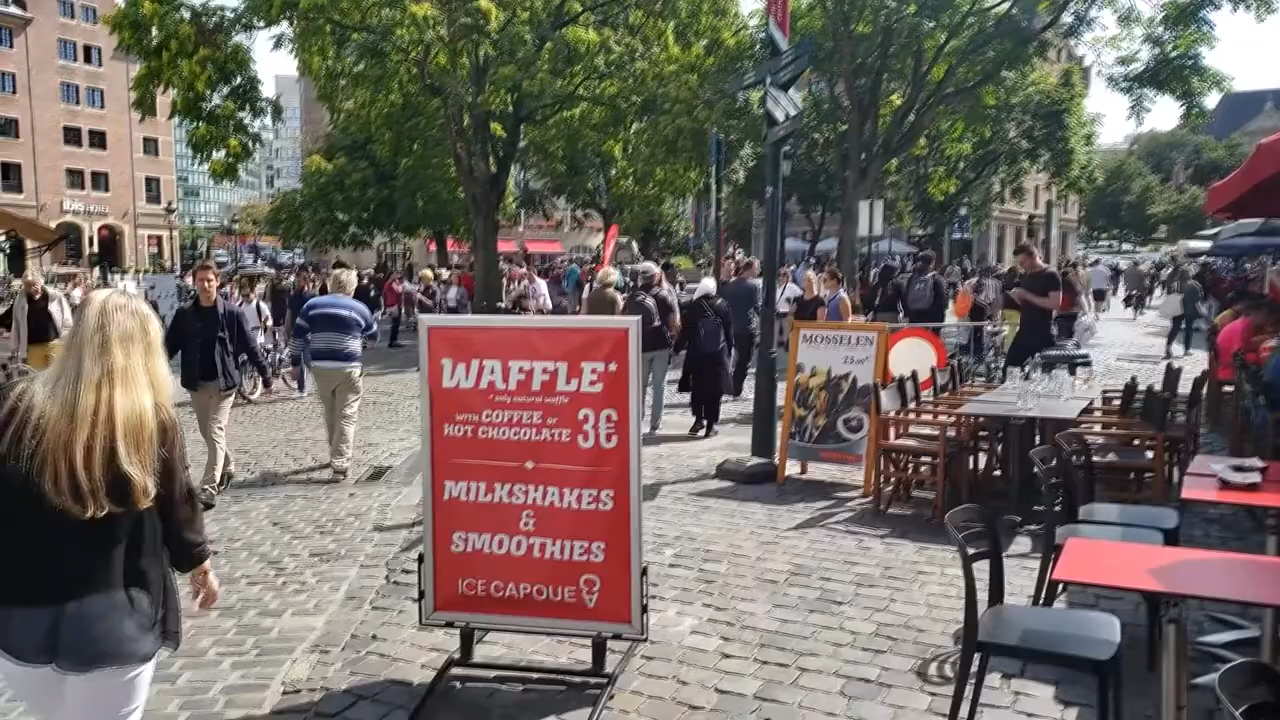 ibis HOTEL
WAFFLE*
* only natural waffle
WITH COFFEE or
HOT CHOCOLATE 3€
MILKSHAKES
&
SMOOTHIES
ICE CAPOUE
MOSSELEN